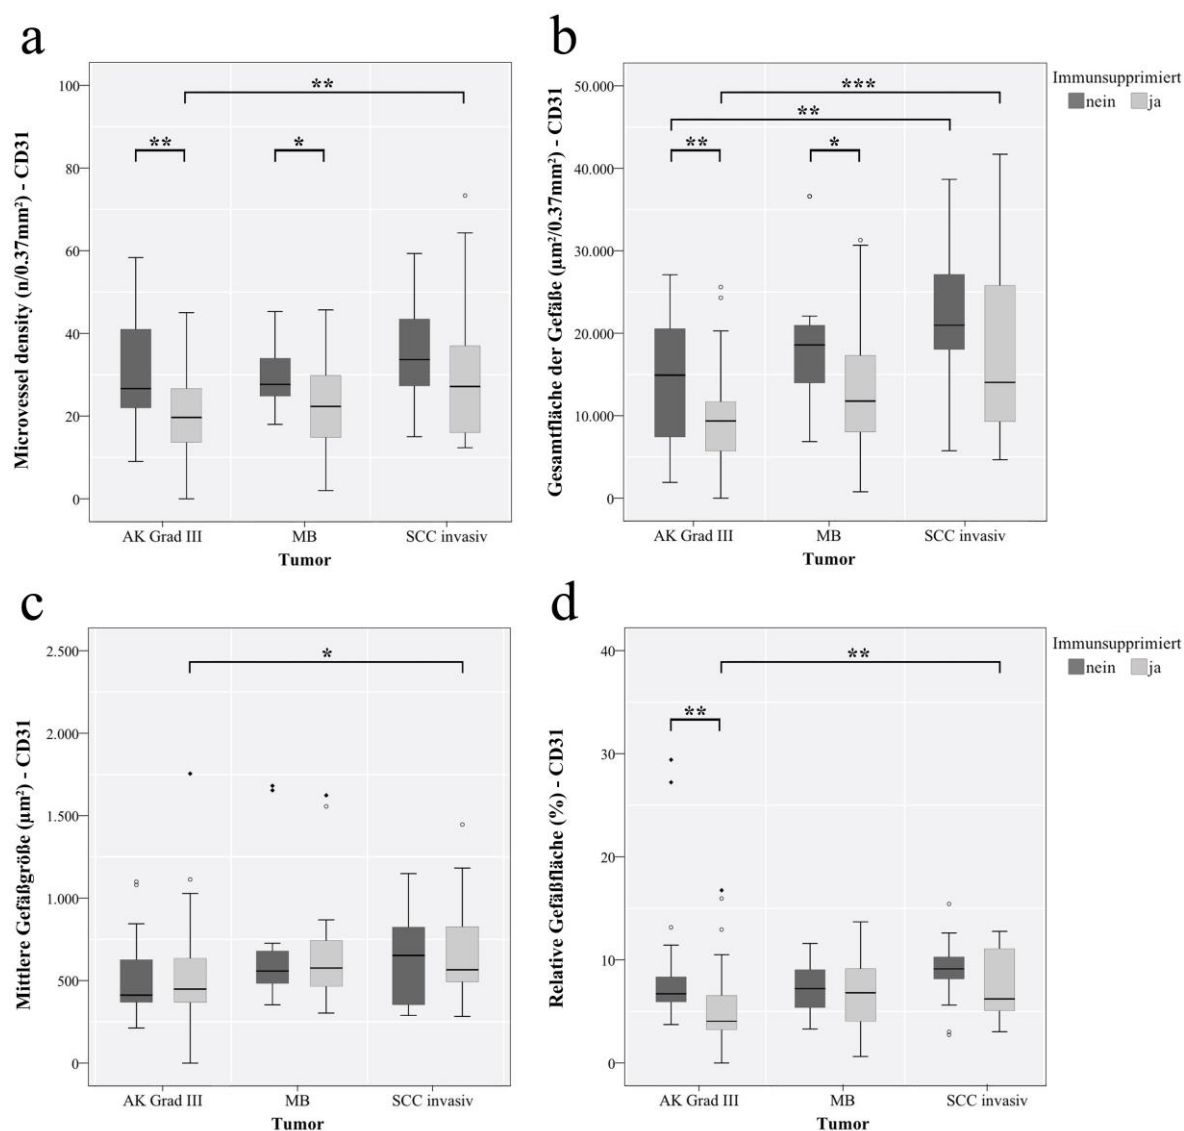 a
Microvessel density (n/0.37mm²) - CD31
100
80
60
40
20
0
**
**
*
AK Grad III MB SCC invasiv
Tumor
b
Gesamtfläche der Gefäße (µm²/0.37mm²) - CD31
50.000
40.000
30.000
20.000
10.000
0
***
**
**
*
AK Grad III MB SCC invasiv
Tumor
Immunsupprimiert
nein ja
c
Mittlere Gefäßgröße (µm²) - CD31
2.500
2.000
1.500
1.000
500
0
*
AK Grad III MB SCC invasiv
Tumor
d
Relative Gefäßfläche (%) - CD31
40
30
20
10
0
**
**
AK Grad III MB SCC invasiv
Tumor
Immunsupprimiert
nein ja